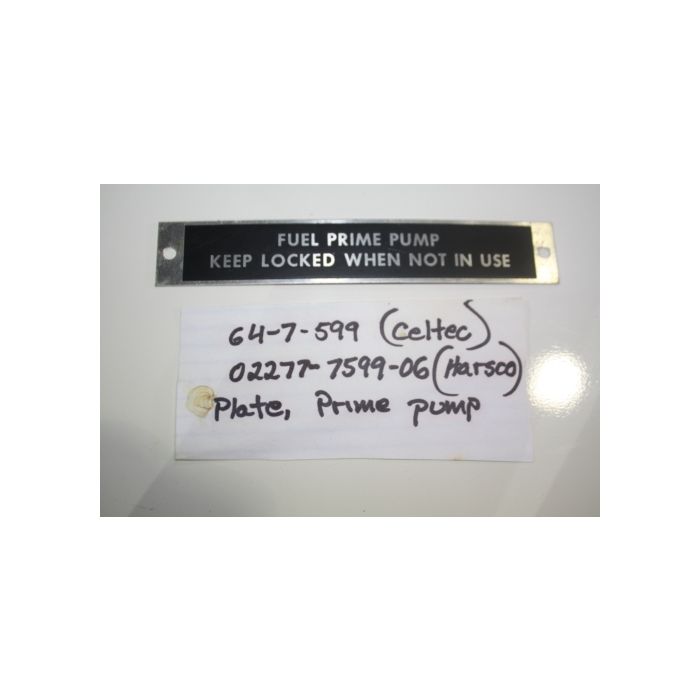 FUEL PRIME PUMP
KEEP LOCKED WHEN NOT IN USE
64-7-599 (Celtec)
02277-7599-06 (Harsco)
Plate, Prime pump